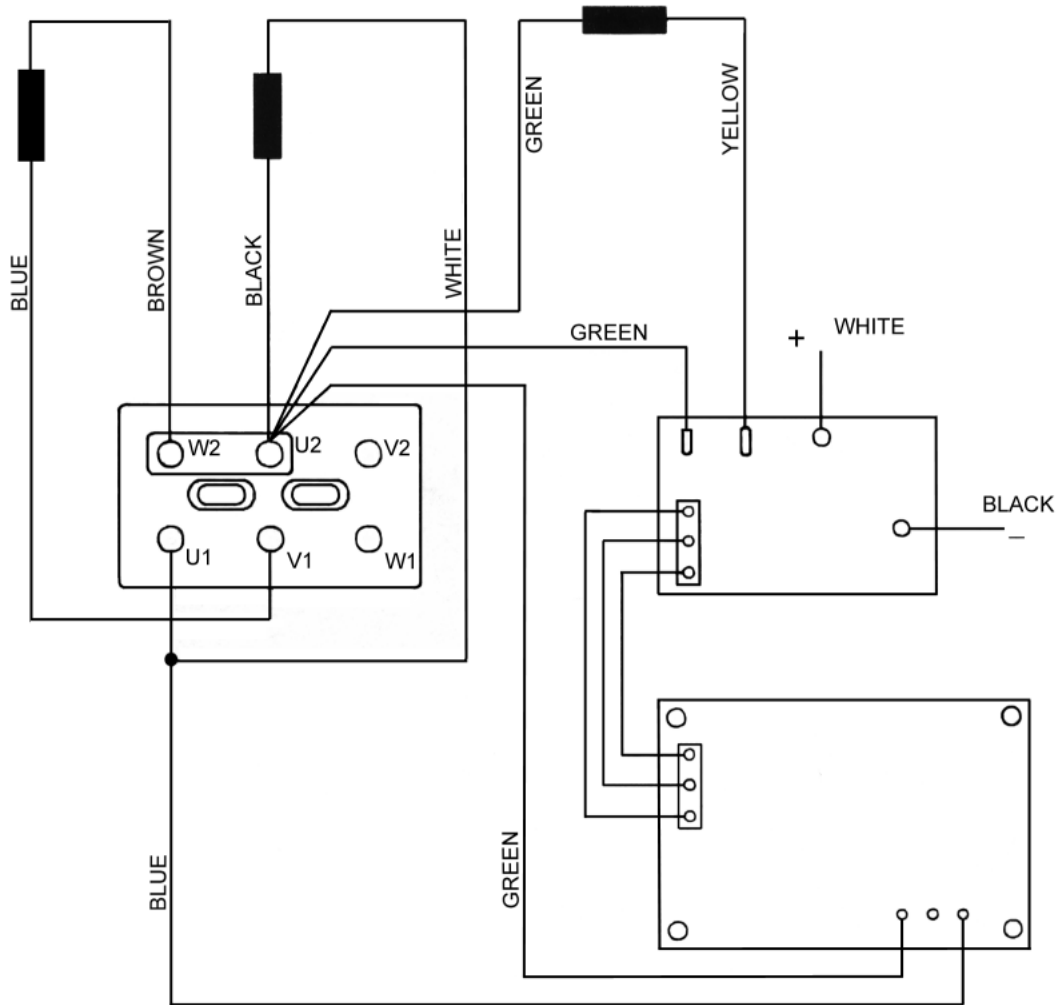 GREEN
YELLOW
BLUE
BROWN
BLACK
WHITE
GREEN
+ WHITE
W2 U2 V2
BLACK
−
U1 V1 W1
BLUE
GREEN